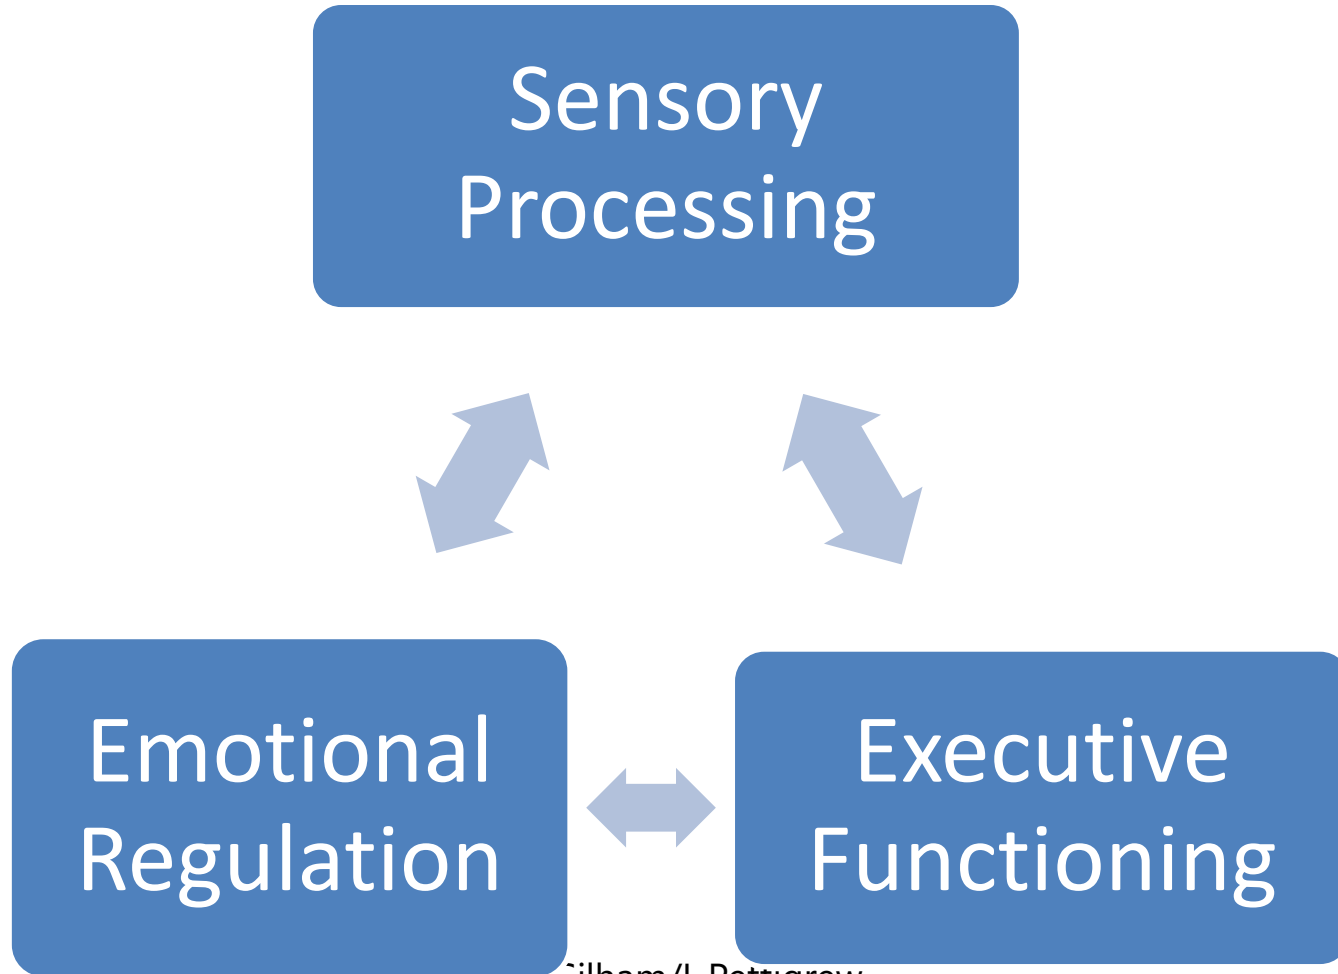 Sensory
Processing
Emotional
Regulation
Executive
Functioning